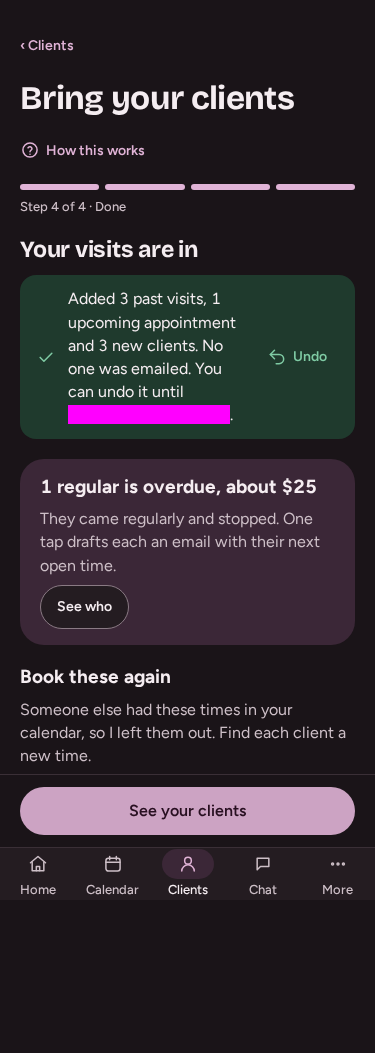 ‹ Clients
Bring your clients
How this works
Step 4 of 4 · Done
Your visits are in
Added 3 past visits, 1
upcoming appointment
and 3 new clients. No
one was emailed. You
can undo it until
.
Undo
1 regular is overdue, about $25
They came regularly and stopped. One
tap drafts each an email with their next
open time.
See who
Book these again
Someone else had these times in your
calendar, so I left them out. Find each client a
new time.
See your clients
Home
Calendar
Clients
Chat
More